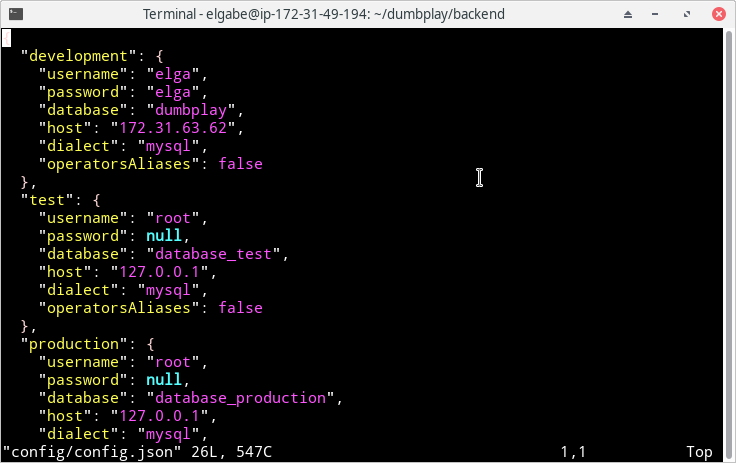 Terminal - elgabe@ip-172-31-49-194: ~/dumbplay/backend
{
  "development": {
    "username": "elga",
    "password": "elga",
    "database": "dumbplay",
    "host": "172.31.63.62",
    "dialect": "mysql",
    "operatorsAliases": false
  },
  "test": {
    "username": "root",
    "password": null,
    "database": "database_test",
    "host": "127.0.0.1",
    "dialect": "mysql",
    "operatorsAliases": false
  },
  "production": {
    "username": "root",
    "password": null,
    "database": "database_production",
    "host": "127.0.0.1",
    "dialect": "mysql",
"config/config.json" 26L, 547C 1,1 Top